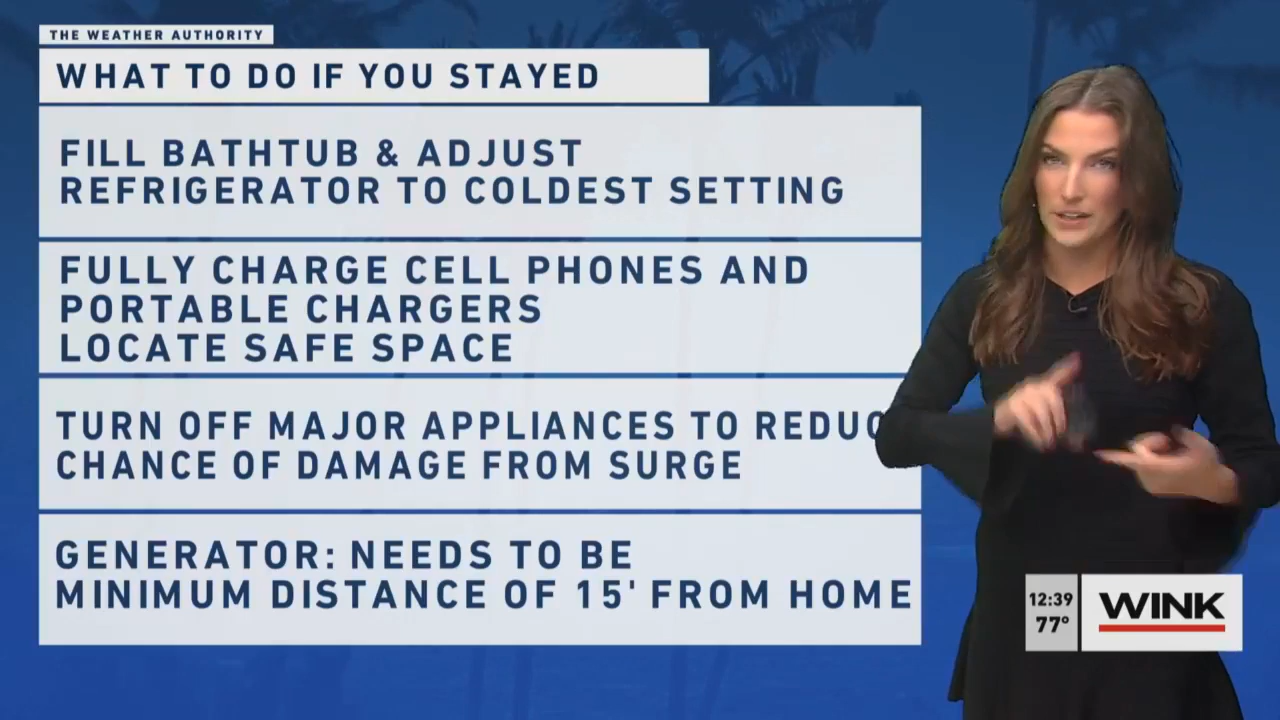 THE WEATHER AUTHORITY
WHAT TO DO IF YOU STAYED
FILL BATHTUB & ADJUST
REFRIGERATOR TO COLDEST SETTING
FULLY CHARGE CELL PHONES AND
PORTABLE CHARGERS
LOCATE SAFE SPACE
TURN OFF MAJOR APPLIANCES TO
CHANCE OF DAMAGE FROM SURGE
GENERATOR: NEEDS TO BE
MINIMUM DISTANCE OF 15' FROM HOME
12:39
77°
WINK